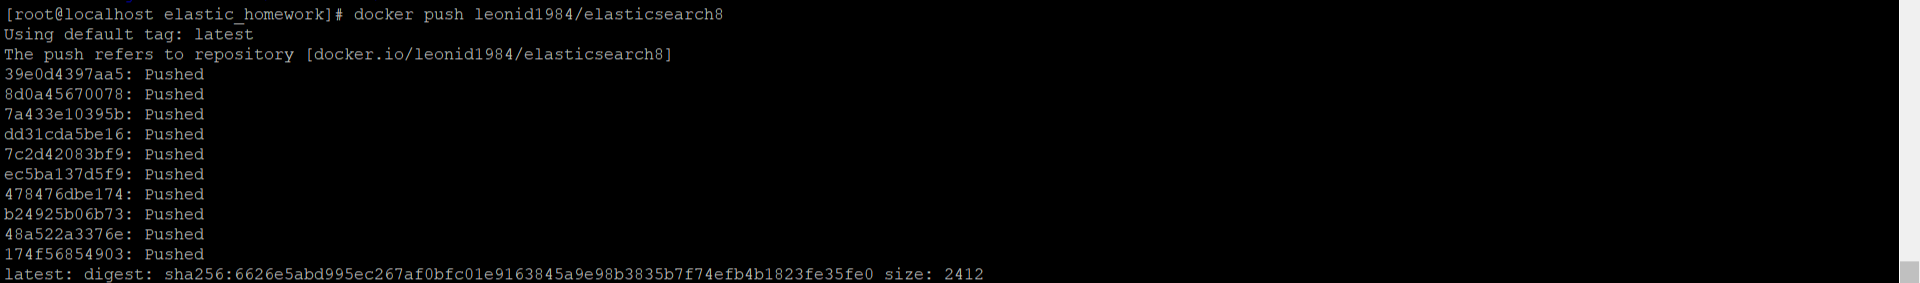 [root@localhost elastic_homework]# docker push leonid1984/elasticsearch8
Using default tag: latest
The push refers to repository [docker.io/leonid1984/elasticsearch8]
39e0d4397aa5: Pushed
8d0a45670078: Pushed
7a433e10395b: Pushed
dd31cda5be16: Pushed
7c2d42083bf9: Pushed
ec5ba137d5f9: Pushed
478476dbe174: Pushed
b24925b06b73: Pushed
48a522a3376e: Pushed
174f56854903: Pushed
latest: digest: sha256:6626e5abd995ec267af0bfc01e9163845a9e98b3835b7f74efb4b1823fe35fe0 size: 2412